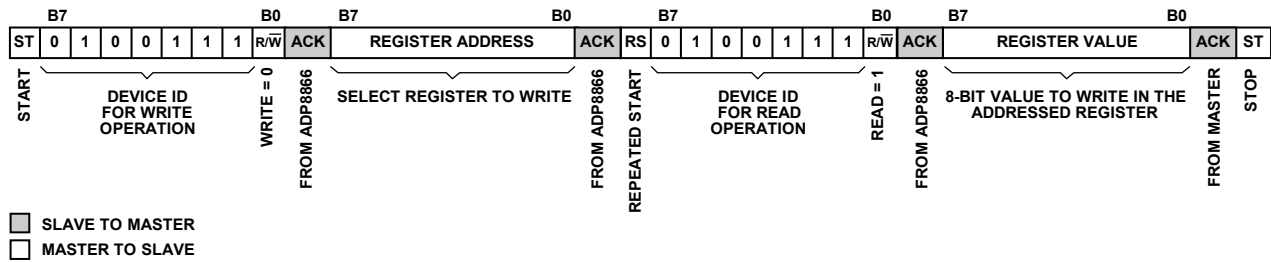 B7 B0 B7 B0 B7 B0
ST 0 1 0 0 1 1 1 R/W̅ ACK REGISTER ADDRESS ACK RS 0 1 0 0 1 1 1 R/W̅ ACK REGISTER VALUE ACK ST
START
DEVICE ID
FOR WRITE
OPERATION
WRITE = 0
FROM ADP8866
SELECT REGISTER TO WRITE
FROM ADP8866
REPEATED START
DEVICE ID
FOR READ
OPERATION
READ = 1
FROM ADP8866
8-BIT VALUE TO WRITE IN THE
ADDRESSED REGISTER
FROM MASTER
STOP
SLAVE TO MASTER
MASTER TO SLAVE